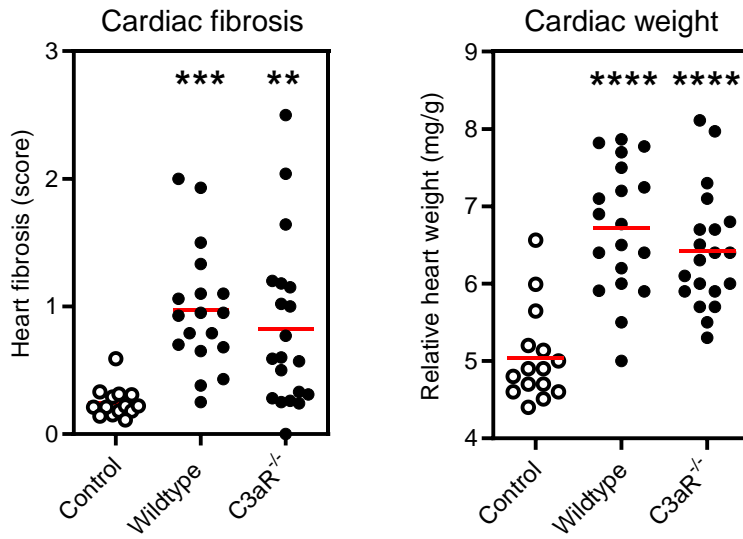 Cardiac fibrosis
3
2
1
0
Heart fibrosis (score)
***
**
Control
Wildtype
C3aR-/-
Cardiac weight
9
8
7
6
5
4
Relative heart weight (mg/g)
****
****
Control
Wildtype
C3aR-/-